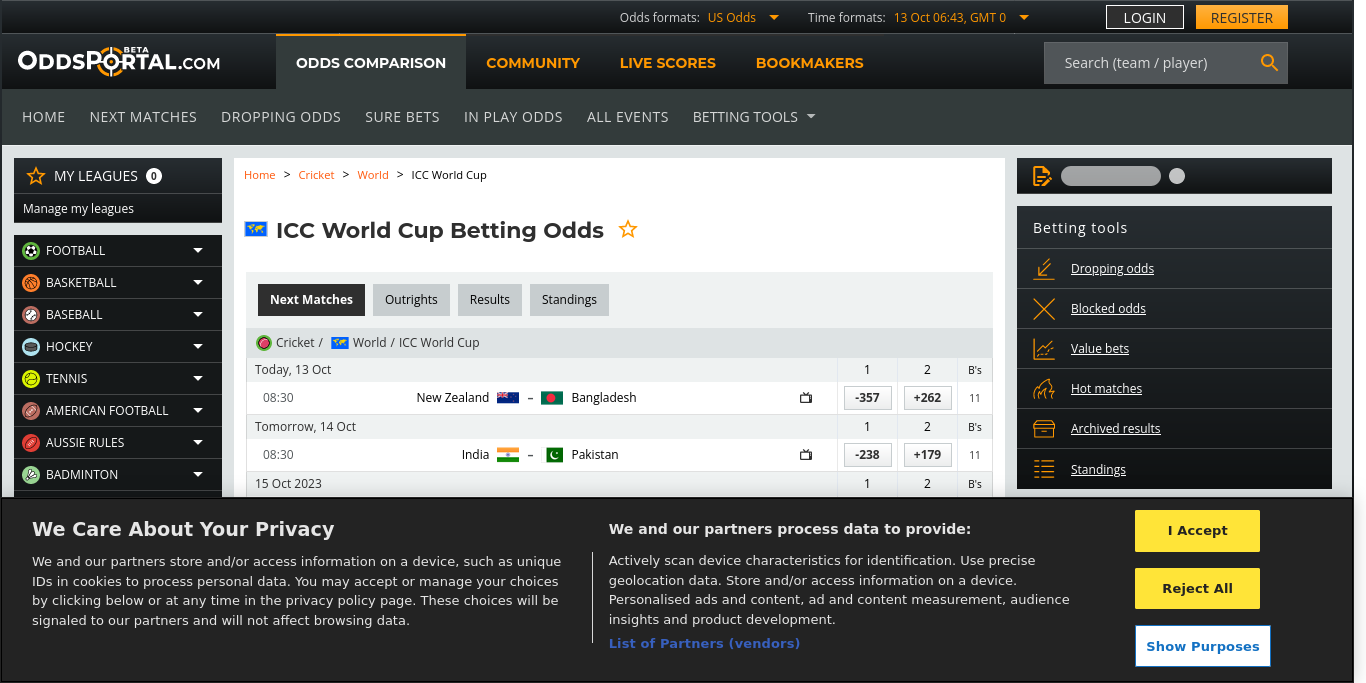 Odds formats: US Odds Time formats: 13 Oct 06:43, GMT 0 LOGIN REGISTER
ODDSPORTAL.COM BETA
ODDS COMPARISON COMMUNITY LIVE SCORES BOOKMAKERS Search (team / player)
HOME NEXT MATCHES DROPPING ODDS SURE BETS IN PLAY ODDS ALL EVENTS BETTING TOOLS
MY LEAGUES 0
Manage my leagues
FOOTBALL
BASKETBALL
BASEBALL
HOCKEY
TENNIS
AMERICAN FOOTBALL
AUSSIE RULES
BADMINTON
Home > Cricket > World > ICC World Cup
ICC World Cup Betting Odds
Next Matches Outrights Results Standings
Cricket / World / ICC World Cup
Today, 13 Oct 1 2 B's
08:30 New Zealand – Bangladesh -357 +262 11
Tomorrow, 14 Oct 1 2 B's
08:30 India – Pakistan -238 +179 11
15 Oct 2023 1 2 B's
Betting tools
Dropping odds
Blocked odds
Value bets
Hot matches
Archived results
Standings
We Care About Your Privacy
We and our partners store and/or access information on a device, such as unique
IDs in cookies to process personal data. You may accept or manage your choices
by clicking below or at any time in the privacy policy page. These choices will be
signaled to our partners and will not affect browsing data.
We and our partners process data to provide:
Actively scan device characteristics for identification. Use precise
geolocation data. Store and/or access information on a device.
Personalised ads and content, ad and content measurement, audience
insights and product development.
List of Partners (vendors)
I Accept
Reject All
Show Purposes